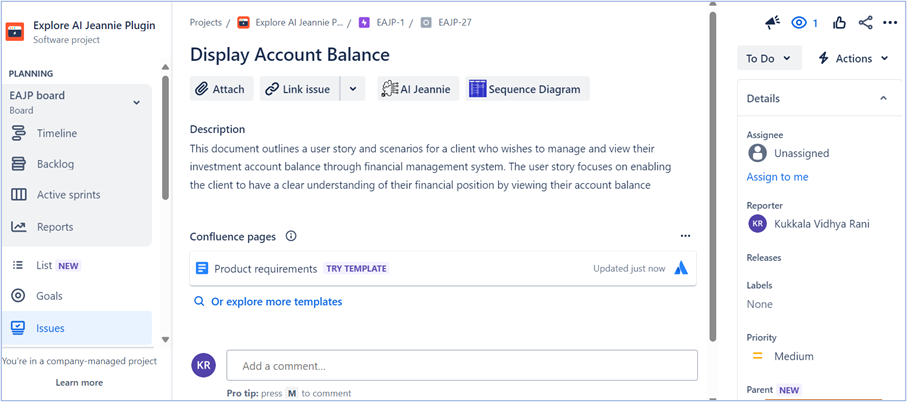 Explore AI Jeannie Plugin
Software project
PLANNING
EAJP board
Board
Timeline
Backlog
Active sprints
Reports
List NEW
Goals
Issues
You're in a company-managed project
Learn more
Projects / Explore AI Jeannie P... / EAJP-1 / EAJP-27
Display Account Balance
Attach
Link issue
AI Jeannie
Sequence Diagram
Description
This document outlines a user story and scenarios for a client who wishes to manage and view their
investment account balance through financial management system. The user story focuses on enabling
the client to have a clear understanding of their financial position by viewing their account balance
Confluence pages
Product requirements TRY TEMPLATE Updated just now
Or explore more templates
KR Add a comment...
Pro tip: press M to comment
1
To Do
Actions
Details
Assignee
Unassigned
Assign to me
Reporter
KR Kukkala Vidhya Rani
Releases
Labels
None
Priority
Medium
Parent NEW